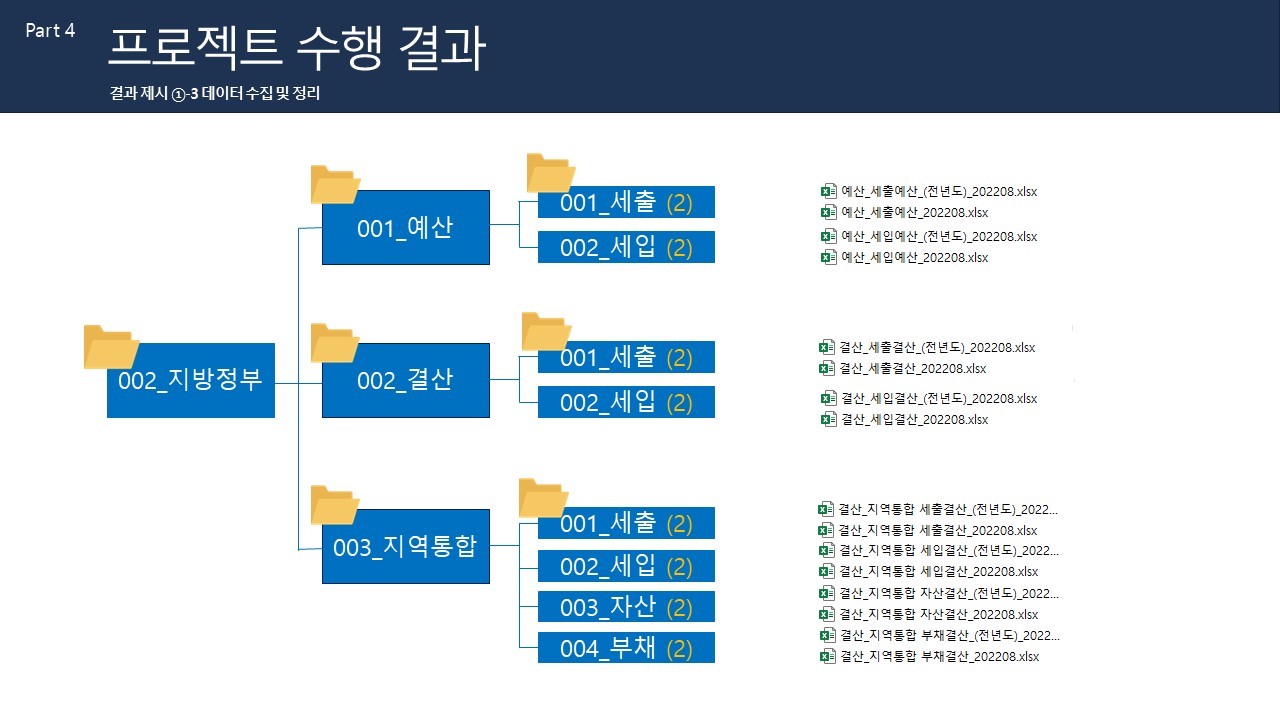 Part 4
프로젝트 수행 결과
결과 제시 ①-3 데이터 수집 및 정리
002_지방정부
001_예산
001_세출 (2)
002_세입 (2)
예산_세출예산_(전년도)_202208.xlsx
예산_세출예산_202208.xlsx
예산_세입예산_(전년도)_202208.xlsx
예산_세입예산_202208.xlsx
002_결산
001_세출 (2)
002_세입 (2)
결산_세출결산_(전년도)_202208.xlsx
결산_세출결산_202208.xlsx
결산_세입결산_(전년도)_202208.xlsx
결산_세입결산_202208.xlsx
003_지역통합
001_세출 (2)
002_세입 (2)
003_자산 (2)
004_부채 (2)
결산_지역통합 세출결산_(전년도)_2022...
결산_지역통합 세출결산_202208.xlsx
결산_지역통합 세입결산_(전년도)_2022...
결산_지역통합 세입결산_202208.xlsx
결산_지역통합 자산결산_(전년도)_2022...
결산_지역통합 자산결산_202208.xlsx
결산_지역통합 부채결산_(전년도)_2022...
결산_지역통합 부채결산_202208.xlsx